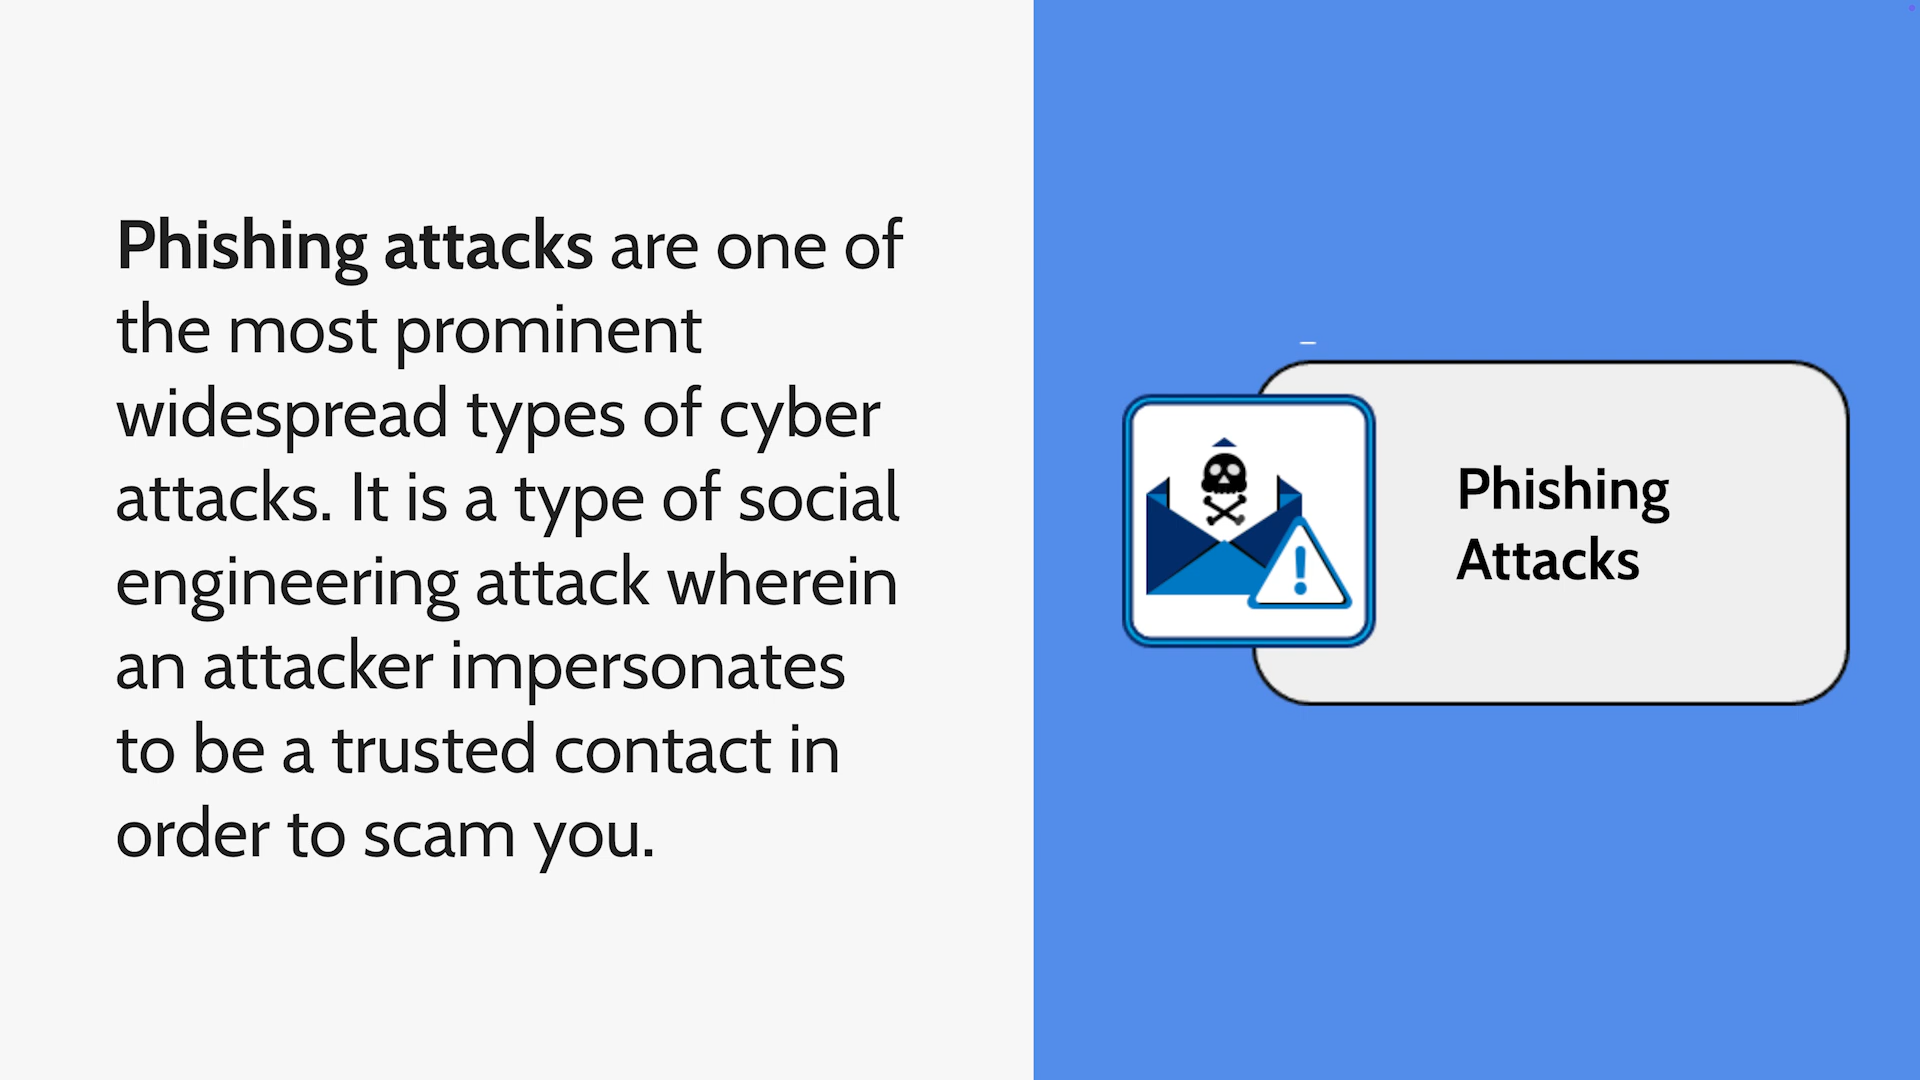 Phishing attacks are one of
the most prominent
widespread types of cyber
attacks. It is a type of social
engineering attack wherein
an attacker impersonates
to be a trusted contact in
order to scam you.
Phishing
Attacks